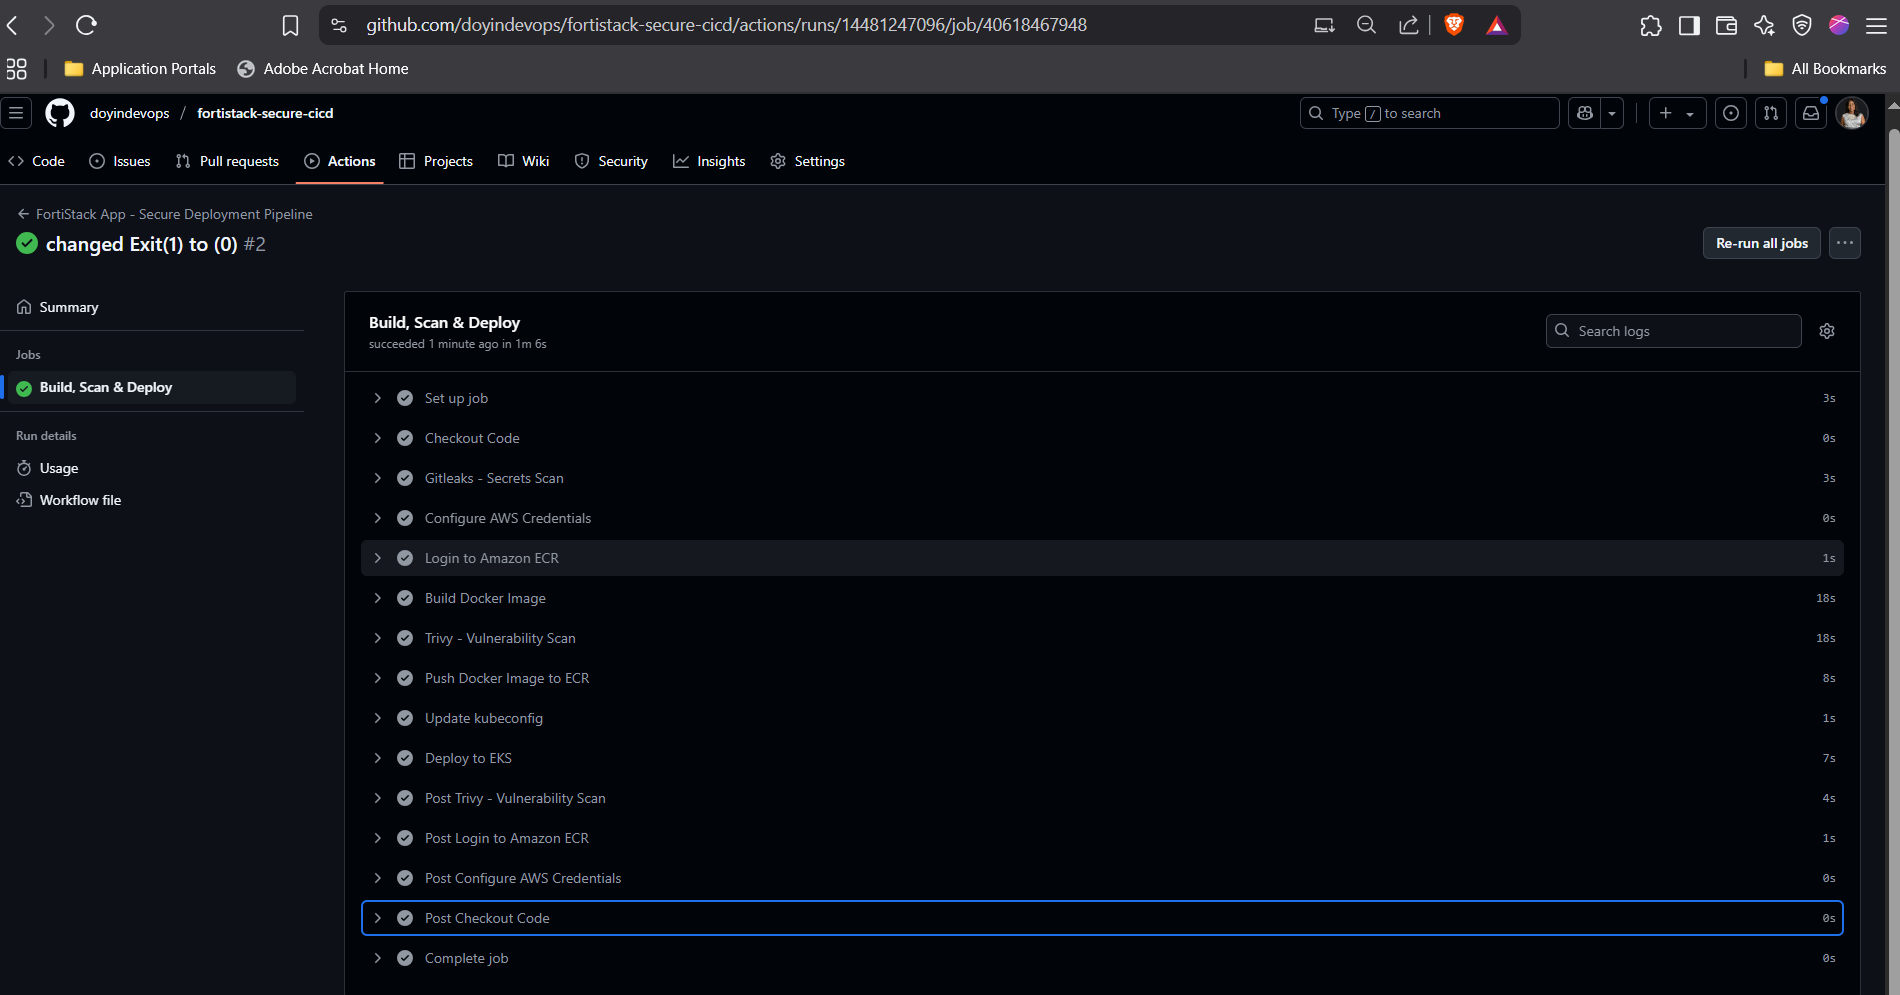 github.com/doyindevops/fortistack-secure-cicd/actions/runs/14481247096/job/40618467948
Application Portals
Adobe Acrobat Home
All Bookmarks
doyindevops / fortistack-secure-cicd
Type / to search
Code
Issues
Pull requests
Actions
Projects
Wiki
Security
Insights
Settings
FortiStack App - Secure Deployment Pipeline
changed Exit(1) to (0) #2
Re-run all jobs
Summary
Jobs
Build, Scan & Deploy
Run details
Usage
Workflow file
Build, Scan & Deploy
succeeded 1 minute ago in 1m 6s
Search logs
Set up job 3s
Checkout Code 0s
Gitleaks - Secrets Scan 3s
Configure AWS Credentials 0s
Login to Amazon ECR 1s
Build Docker Image 18s
Trivy - Vulnerability Scan 18s
Push Docker Image to ECR 8s
Update kubeconfig 1s
Deploy to EKS 7s
Post Trivy - Vulnerability Scan 4s
Post Login to Amazon ECR 1s
Post Configure AWS Credentials 0s
Post Checkout Code 0s
Complete job 0s